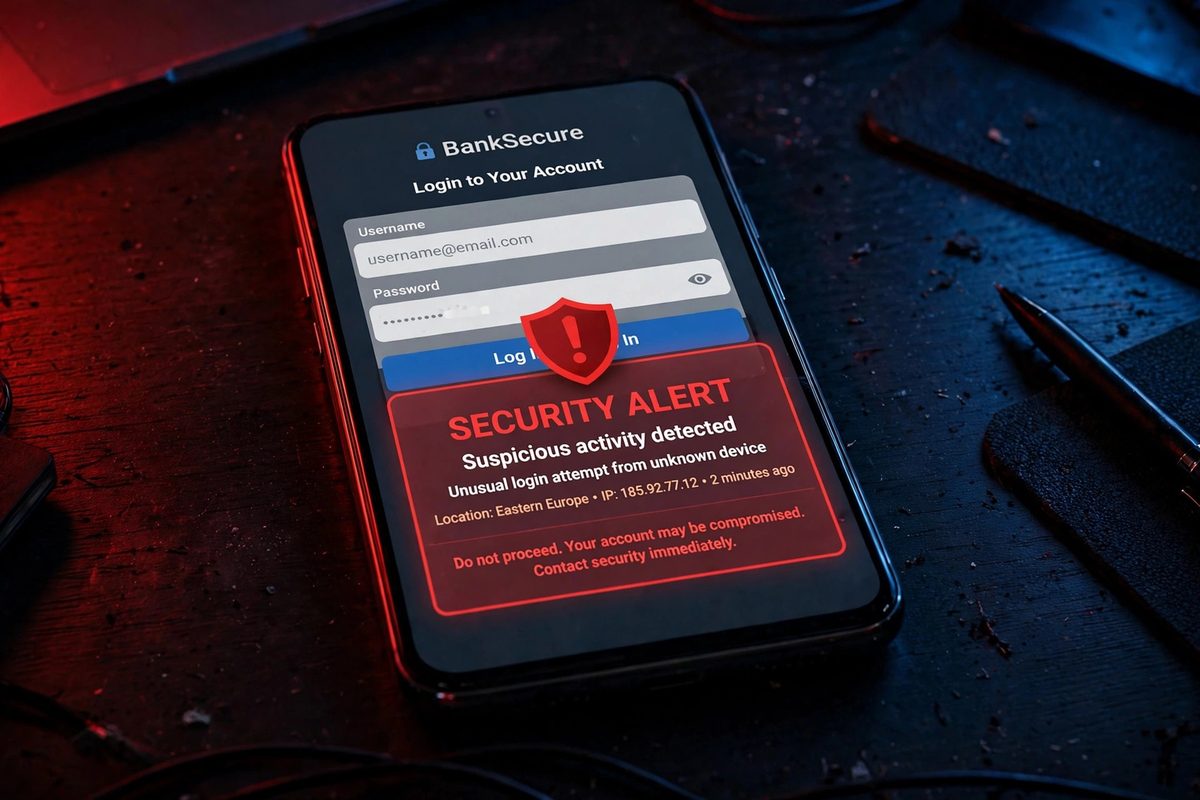 BankSecure
Login to Your Account
Username
username@email.com
Password
Log In
SECURITY ALERT
Suspicious activity detected
Unusual login attempt from unknown device
Location: Eastern Europe • IP: 185.92.77.12 • 2 minutes ago
Do not proceed. Your account may be compromised.
Contact security immediately.